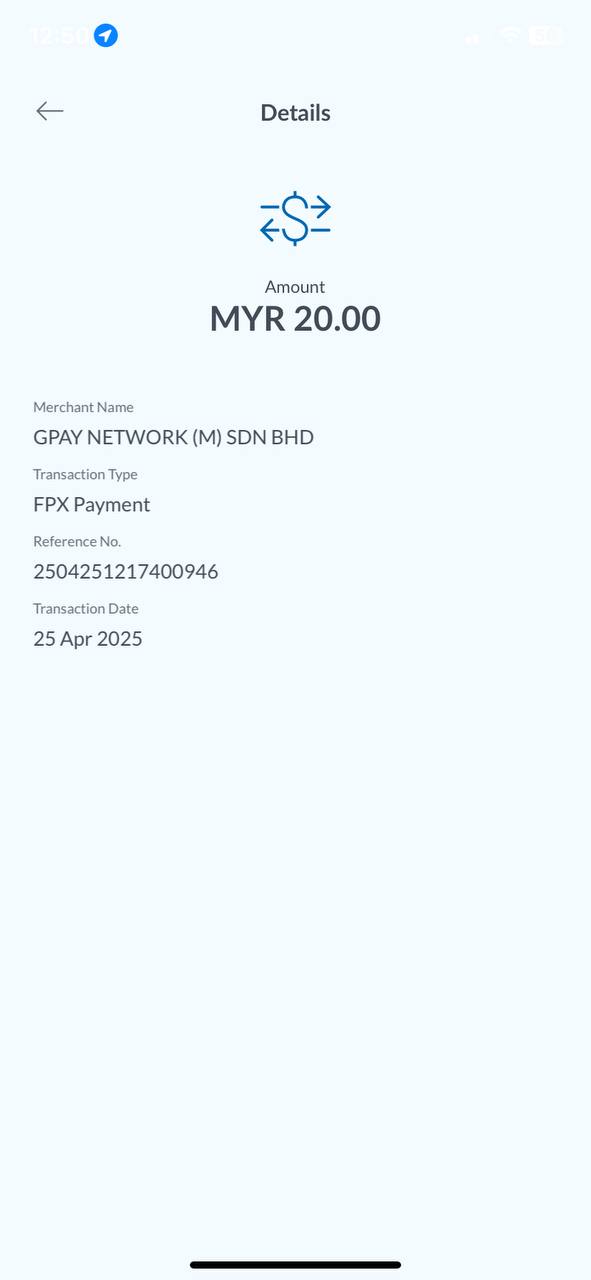 12:50
Details
Amount
MYR 20.00
Merchant Name
GPAY NETWORK (M) SDN BHD
Transaction Type
FPX Payment
Reference No.
2504251217400946
Transaction Date
25 Apr 2025